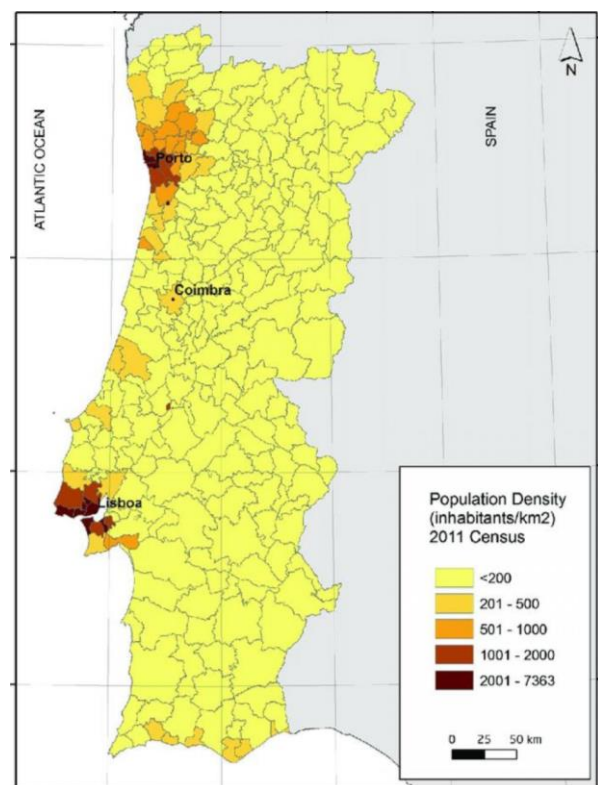 ATLANTIC OCEAN
SPAIN
N
Porto
Coimbra
Lisboa
Population Density
(inhabitants/km2)
2011 Census
<200
201 - 500
501 - 1000
1001 - 2000
2001 - 7363
0 25 50 km